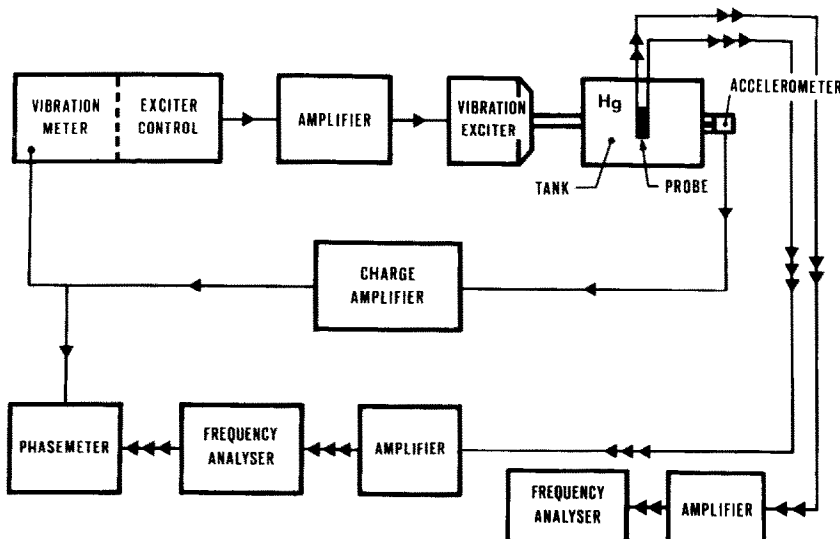 ACCELEROMETER
VIBRATION
METER
EXCITER
CONTROL
AMPLIFIER
VIBRATION
EXCITER
Hg
TANK
PROBE
CHARGE
AMPLIFIER
PHASEMETER
FREQUENCY
ANALYSER
AMPLIFIER
FREQUENCY
ANALYSER
AMPLIFIER